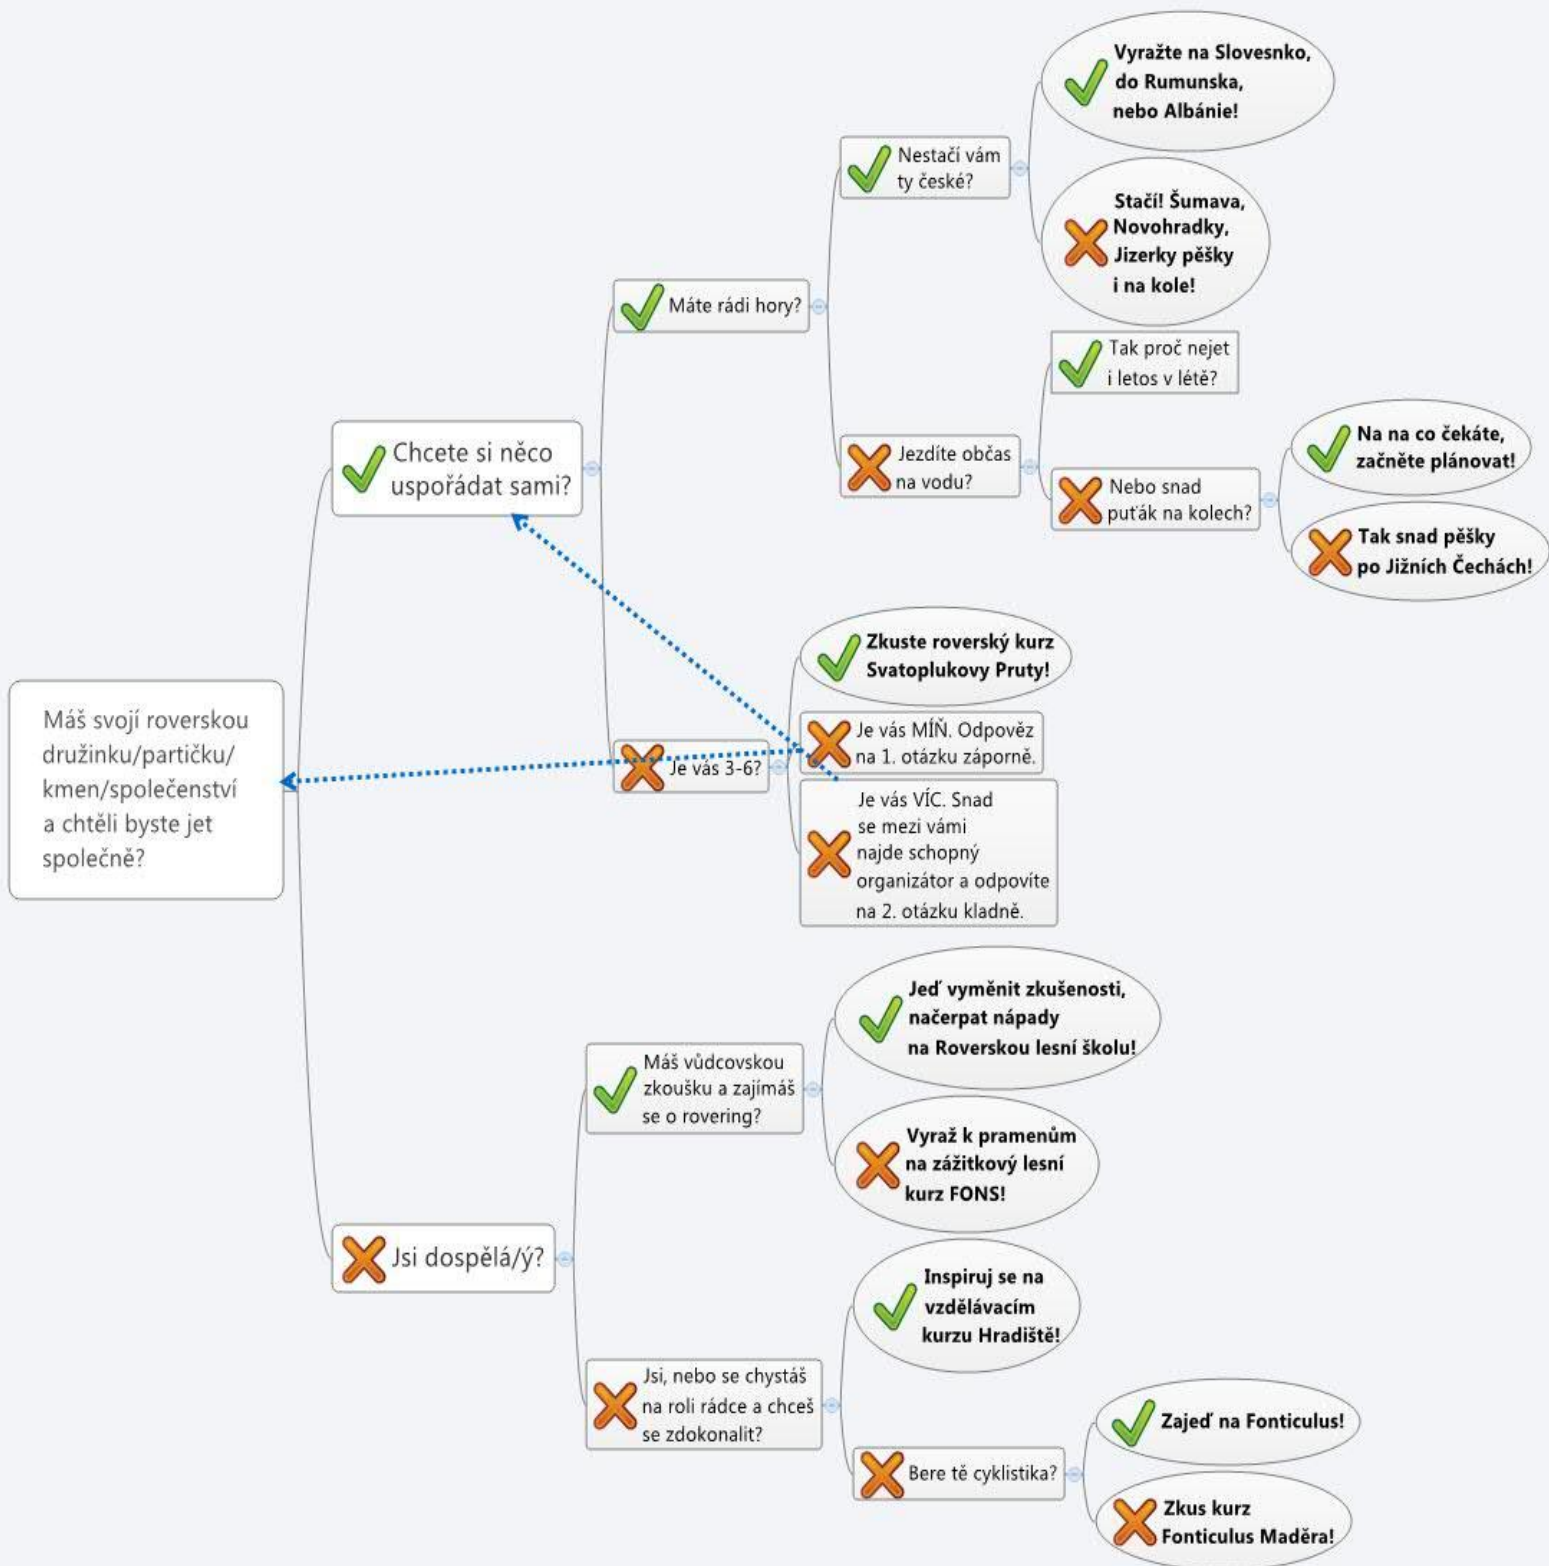 Máš svojí roverskou
družinku/partičku/
kmen/společenství
a chtěli byste jet
společně?
Chcete si něco
uspořádat sami?
Máte rádi hory?
Nestačí vám
ty české?
Vyražte na Slovesnko,
do Rumunska,
nebo Albánie!
Stačí! Šumava,
Novohradky,
Jizerky pěšky
i na kole!
Jezdíte občas
na vodu?
Tak proč nejet
i letos v létě?
Nebo snad
puťák na kolech?
Na na co čekáte,
začněte plánovat!
Tak snad pěšky
po Jižních Čechách!
Je vás 3-6?
Zkuste roverský kurz
Svatoplukovy Pruty!
Je vás MÍŇ. Odpověz
na 1. otázku záporně.
Je vás VÍC. Snad
se mezi vámi
najde schopný
organizátor a odpovíte
na 2. otázku kladně.
Jsi dospělá/ý?
Máš vůdcovskou
zkoušku a zajímáš
se o rovering?
Jeď vyměnit zkušenosti,
načerpat nápady
na Roverskou lesní školu!
Vyraž k pramenům
na zážitkový lesní
kurz FONS!
Jsi, nebo se chystáš
na roli rádce a chceš
se zdokonalit?
Inspiruj se na
vzdělávacím
kurzu Hradiště!
Bere tě cyklistika?
Zajeď na Fonticulus!
Zkus kurz
Fonticulus Maděra!